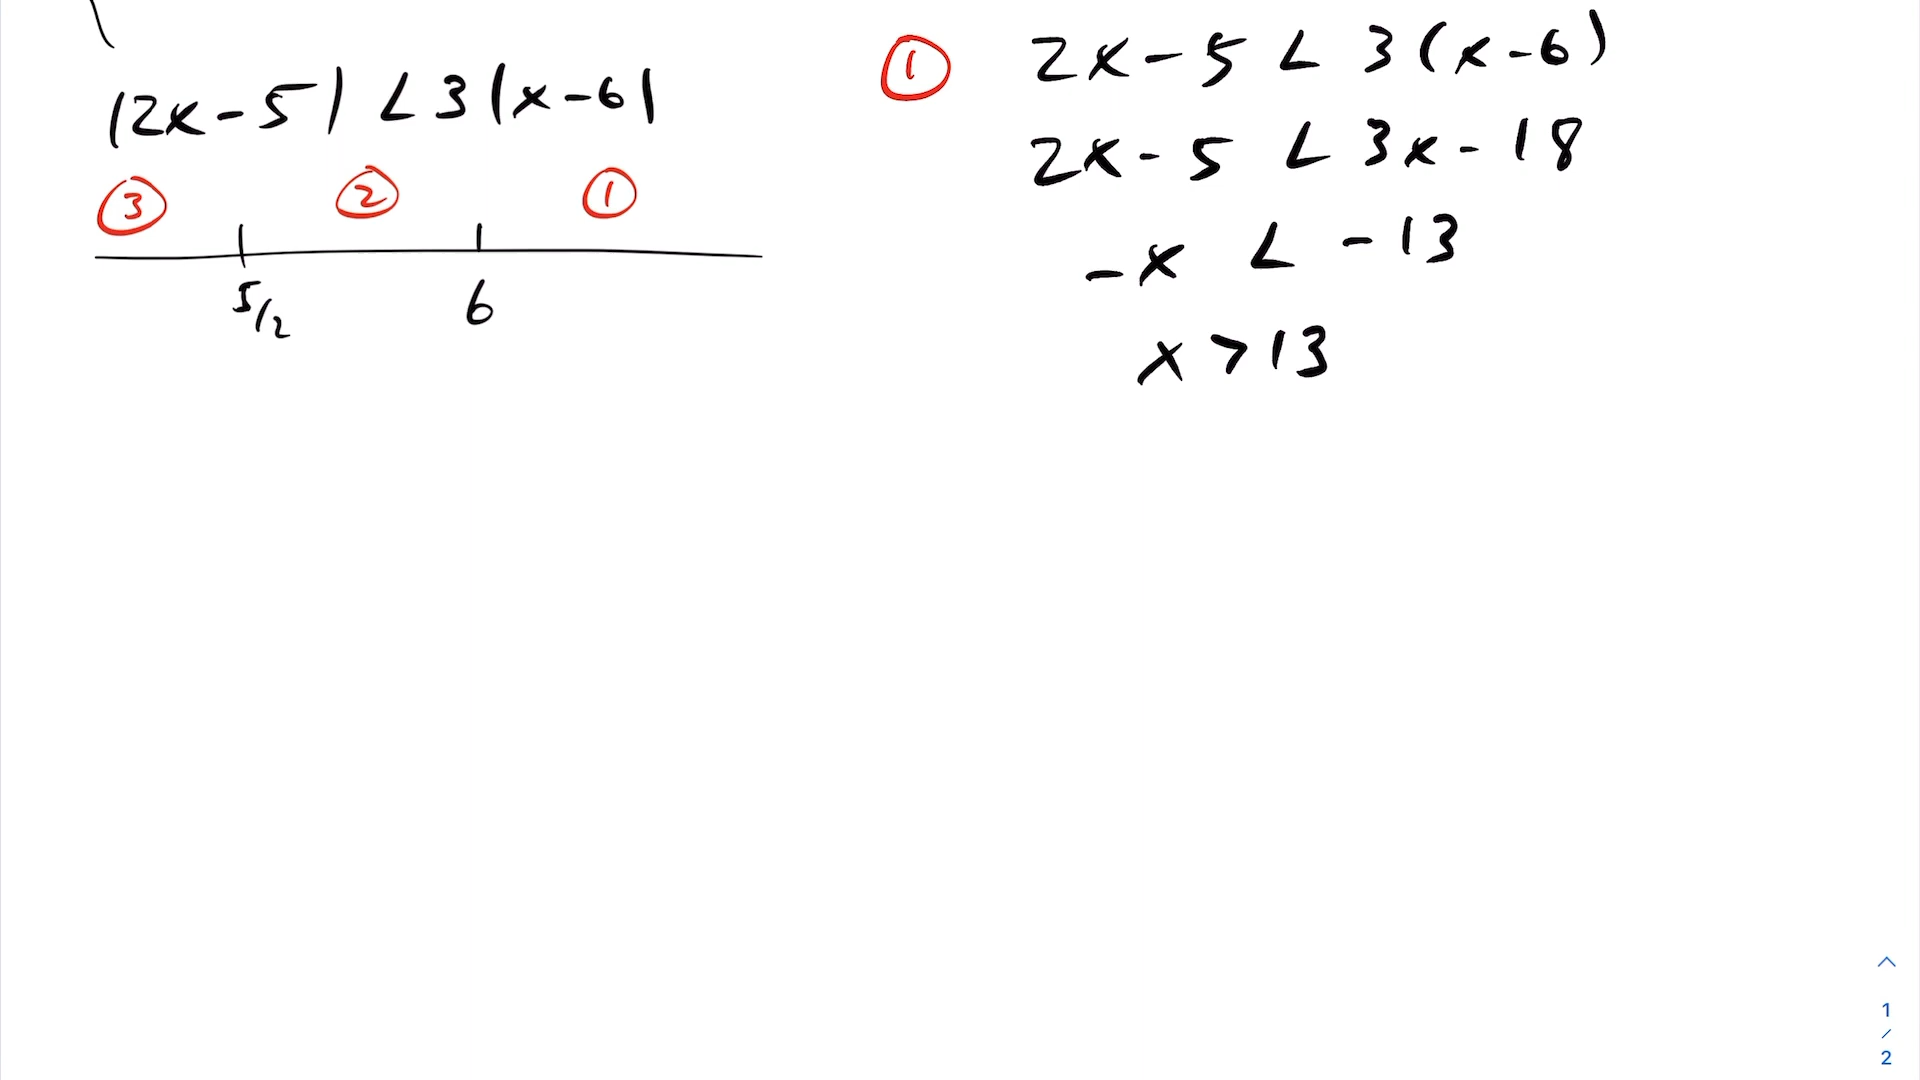 |2x-5| < 3|x-6|
③ ② ①
5/2 6
① 2x-5 < 3(x-6)
2x-5 < 3x-18
-x < -13
x > 13
1
/
2